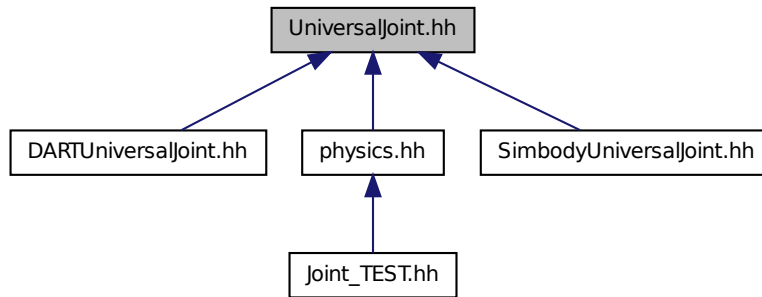 UniversalJoint.hh
DARTUniversalJoint.hh
physics.hh
SimbodyUniversalJoint.hh
Joint_TEST.hh